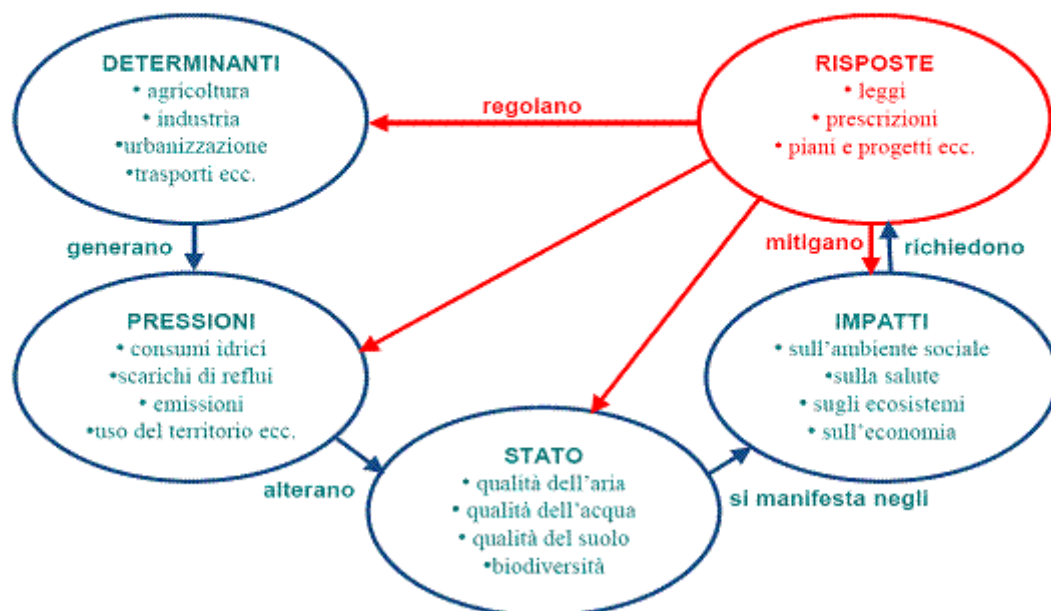 DETERMINANTI
• agricoltura
• industria
•urbanizzazione
•trasporti ecc.
regolano
RISPOSTE
• leggi
• prescrizioni
• piani e progetti ecc.
generano
mitigano
richiedono
PRESSIONI
• consumi idrici
•scarichi di reflui
• emissioni
•uso del territorio ecc.
IMPATTI
• sull'ambiente sociale
•sulla salute
• sugli ecosistemi
• sull'economia
alterano
STATO
• qualità dell'aria
• qualità dell'acqua
• qualità del suolo
•biodiversità
si manifesta negli